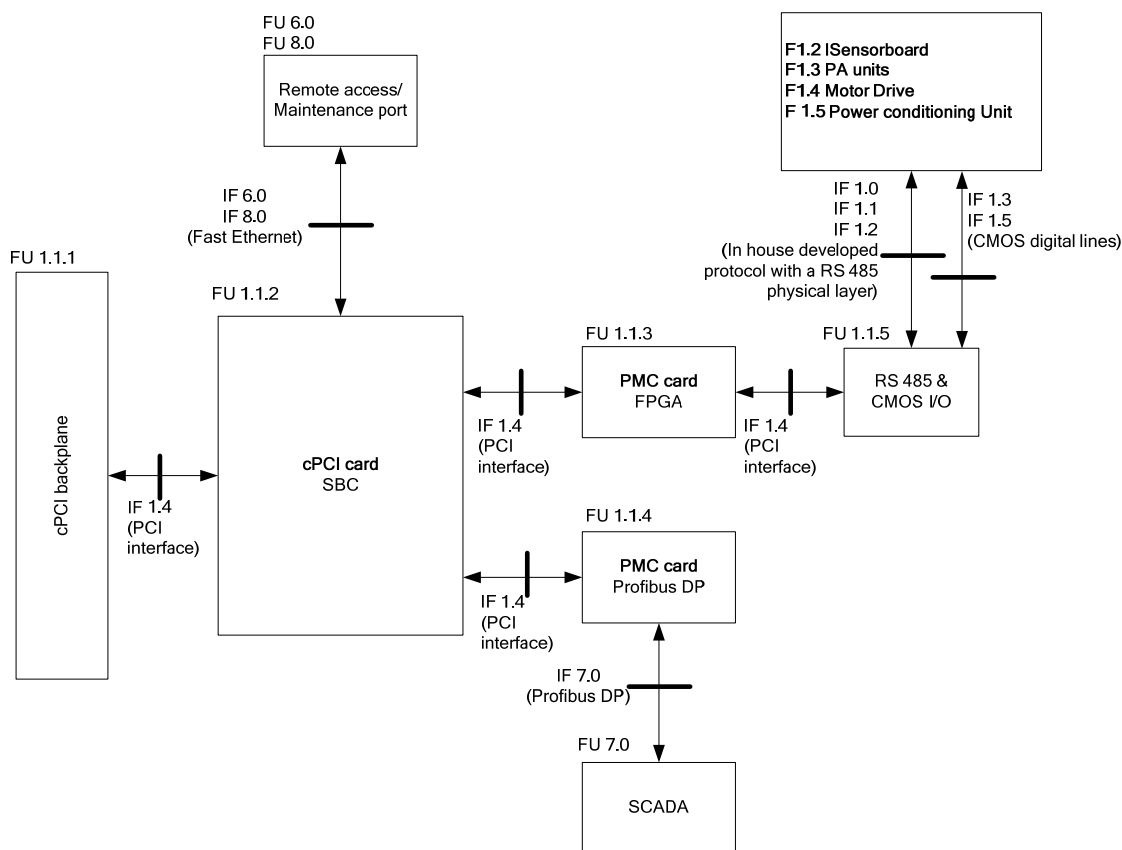 FU 6.0
FU 8.0
Remote access/
Maintenance port
F1.2 ISensorboard
F1.3 PA units
F1.4 Motor Drive
F 1.5 Power conditioning Unit
IF 6.0
IF 8.0
(Fast Ethernet)
IF 1.0
IF 1.1
IF 1.2
(In house developed
protocol with a RS 485
physical layer)
IF 1.3
IF 1.5
(CMOS digital lines)
FU 1.1.1
cPCI backplane
IF 1.4
(PCI
interface)
FU 1.1.2
cPCI card
SBC
IF 1.4
(PCI
interface)
FU 1.1.3
PMC card
FPGA
IF 1.4
(PCI
interface)
FU 1.1.5
RS 485 &
CMOS I/O
IF 1.4
(PCI
interface)
FU 1.1.4
PMC card
Profibus DP
IF 7.0
(Profibus DP)
FU 7.0
SCADA